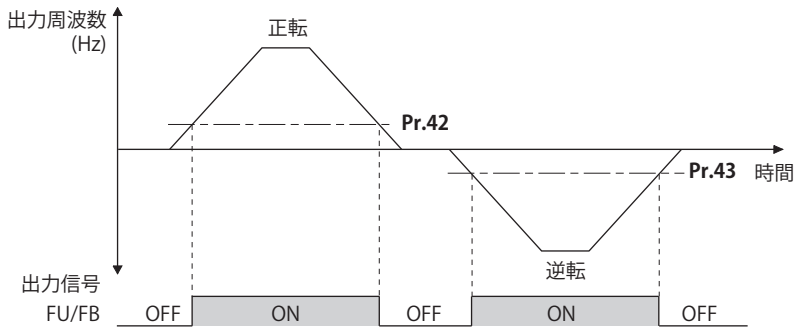 出力周波数
(Hz)
正転
Pr.42
Pr.43
時間
逆転
出力信号
FU/FB
OFF
ON
OFF
ON
OFF